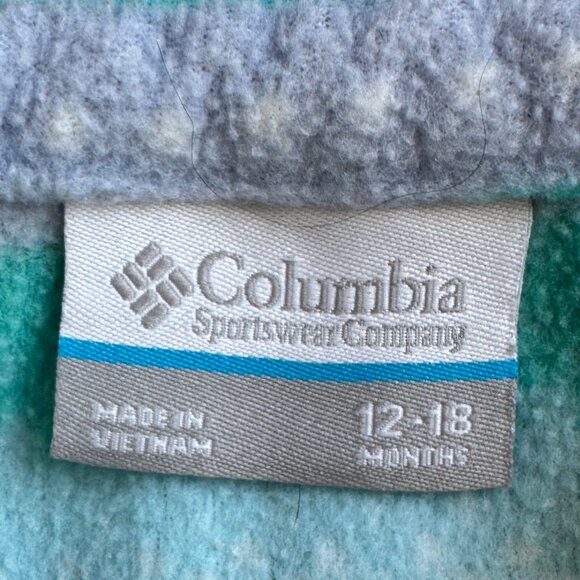 Columbia
Sportswear Company
MADE IN
VIETNAM
12-18
MONTHS